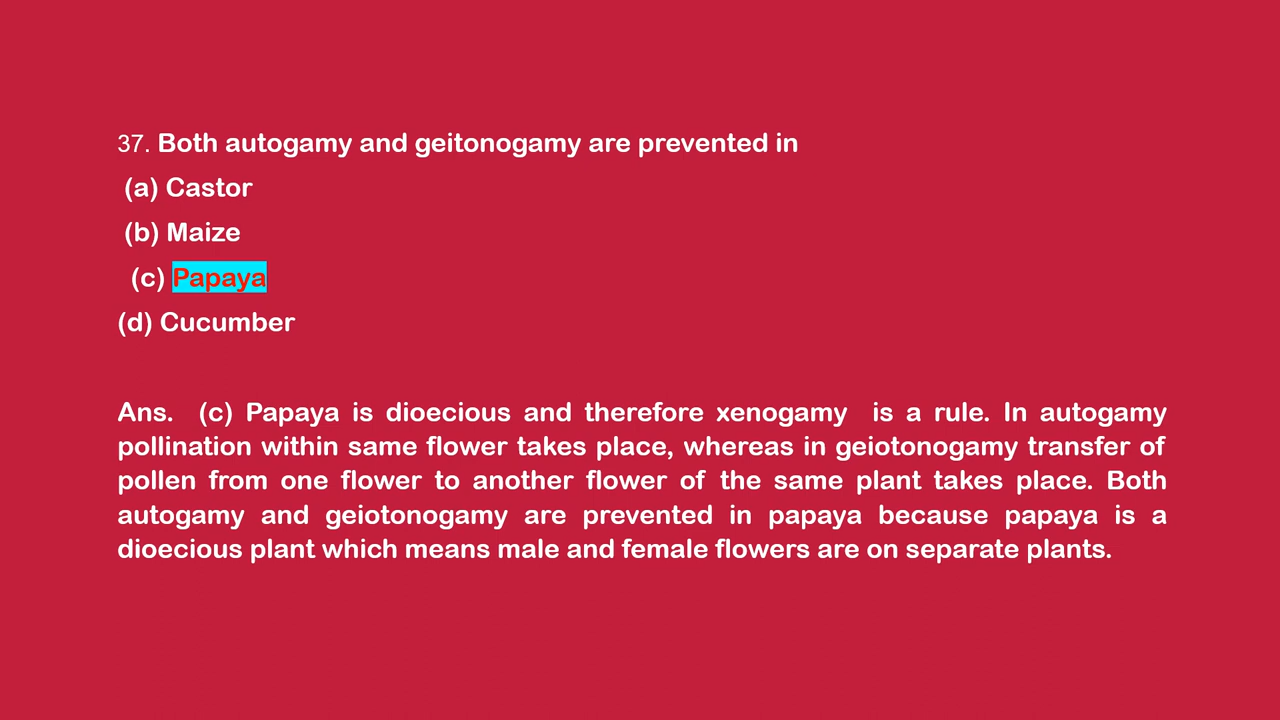 37. Both autogamy and geitonogamy are prevented in
(a) Castor
(b) Maize
(c) Papaya
(d) Cucumber
Ans. (c) Papaya is dioecious and therefore xenogamy is a rule. In autogamy
pollination within same flower takes place, whereas in geiotonogamy transfer of
pollen from one flower to another flower of the same plant takes place. Both
autogamy and geiotonogamy are prevented in papaya because papaya is a
dioecious plant which means male and female flowers are on separate plants.